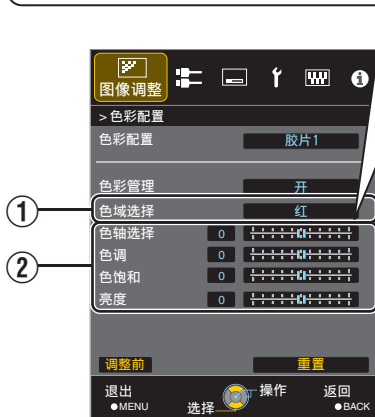 图像调整
> 色彩配置
色彩配置 胶片1
色彩管理 开
① 色域选择 红
② 色轴选择 0
色调 0
色饱和 0
亮度 0
调整前 重置
退出 操作 返回
●MENU 选择 ●BACK